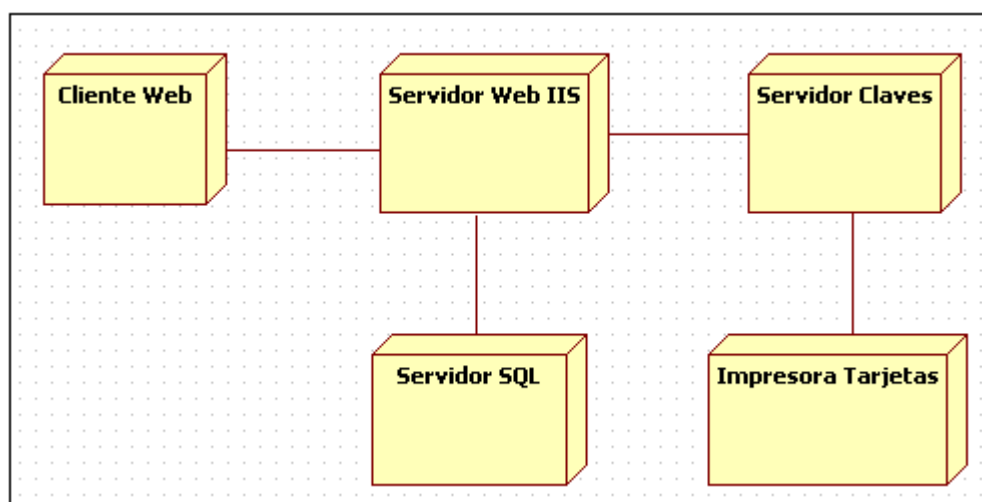 Cliente Web
Servidor Web IIS
Servidor Claves
Servidor SQL
Impresora Tarjetas